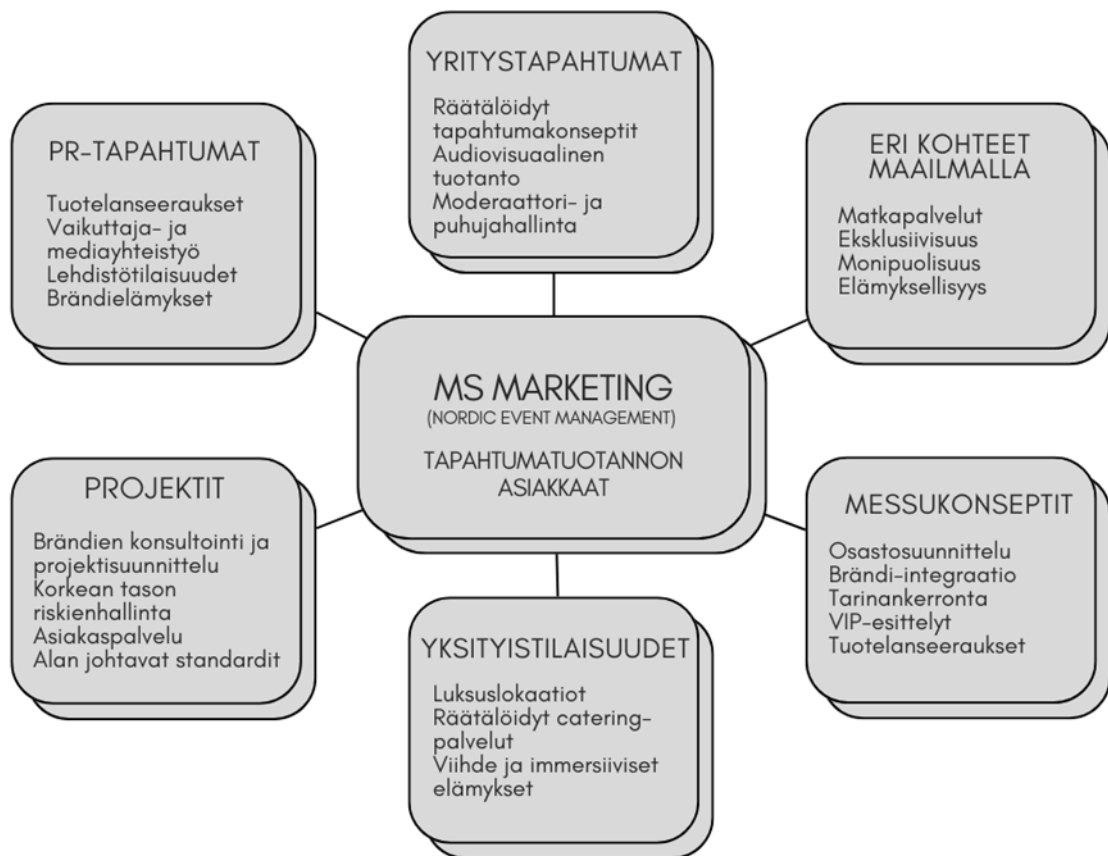 YRITYSTAPAHTUMAT
Räätälöidyt
tapahtumakonseptit
Audiovisuaalinen
tuotanto
Moderaattori- ja
puhujahallinta
PR-TAPAHTUMAT
Tuotelanseeraukset
Vaikuttaja- ja
mediayhteistyö
Lehdistötilaisuudet
Brändielämykset
ERI KOHTEET
MAAILMALLA
Matkapalvelut
Eksklusiivisuus
Monipuolisuus
Elämyksellisyys
MS MARKETING
(NORDIC EVENT MANAGEMENT)
TAPAHTUMATUOTANNON
ASIAKKAAT
PROJEKTIT
Brändien konsultointi ja
projektisuunnittelu
Korkean tason
riskienhallinta
Asiakaspalvelu
Alan johtavat standardit
YKSITYISTILAISUUDET
Luksuslokaatiot
Räätälöidyt catering-
palvelut
Viihde ja immersiiviset
elämykset
MESSUKONSEPTIT
Osastosuunnittelu
Brändi-integraatio
Tarinankerronta
VIP-esittelyt
Tuotelanseeraukset